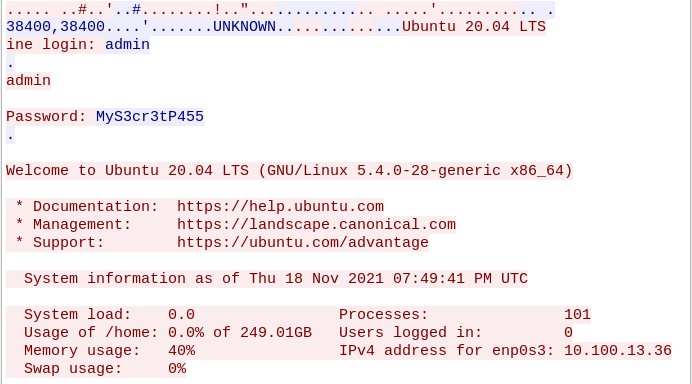 ..... ..#..'..#........!.."............... .....'........... .
38400,38400....'.......UNKNOWN..............Ubuntu 20.04 LTS
ine login: admin
.
admin
Password: MyS3cr3tP455
.
Welcome to Ubuntu 20.04 LTS (GNU/Linux 5.4.0-28-generic x86_64)
* Documentation: https://help.ubuntu.com
* Management: https://landscape.canonical.com
* Support: https://ubuntu.com/advantage
System information as of Thu 18 Nov 2021 07:49:41 PM UTC
System load: 0.0 Processes: 101
Usage of /home: 0.0% of 249.01GB Users logged in: 0
Memory usage: 40% IPv4 address for enp0s3: 10.100.13.36
Swap usage: 0%